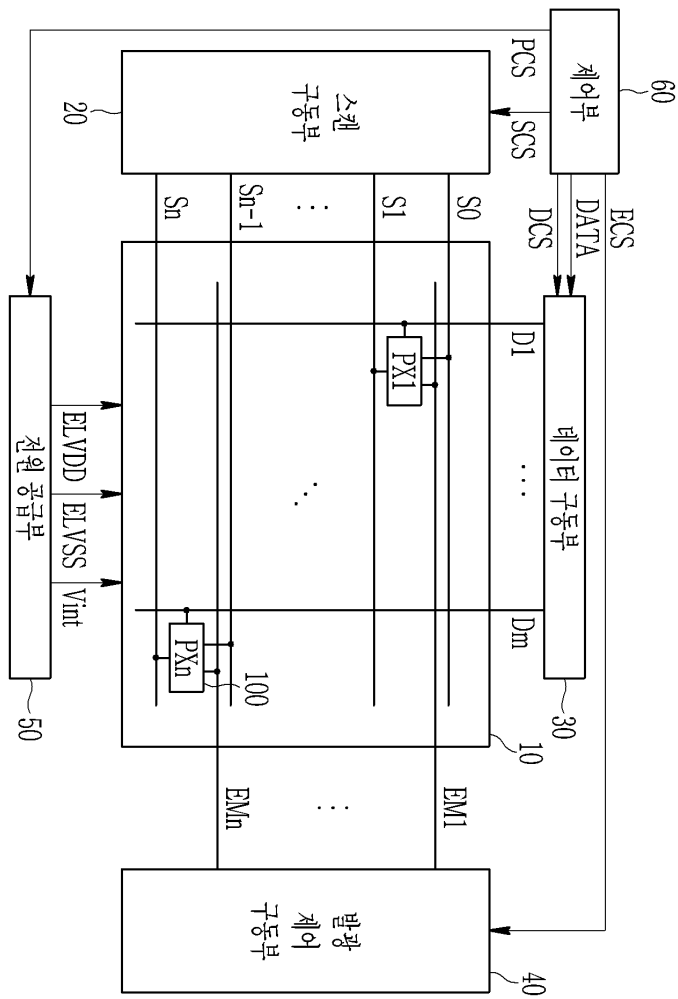 60
제어부
PCS
SCS
DCS
DATA
ECS
30
데이터 구동부
20
스캔
구동부
S0
S1
Sn-1
Sn
D1
Dm
PX1
PXn
100
10
EM1
EMn
40
발광
제어
구동부
ELVDD
ELVSS
Vint
전원 공급부
50